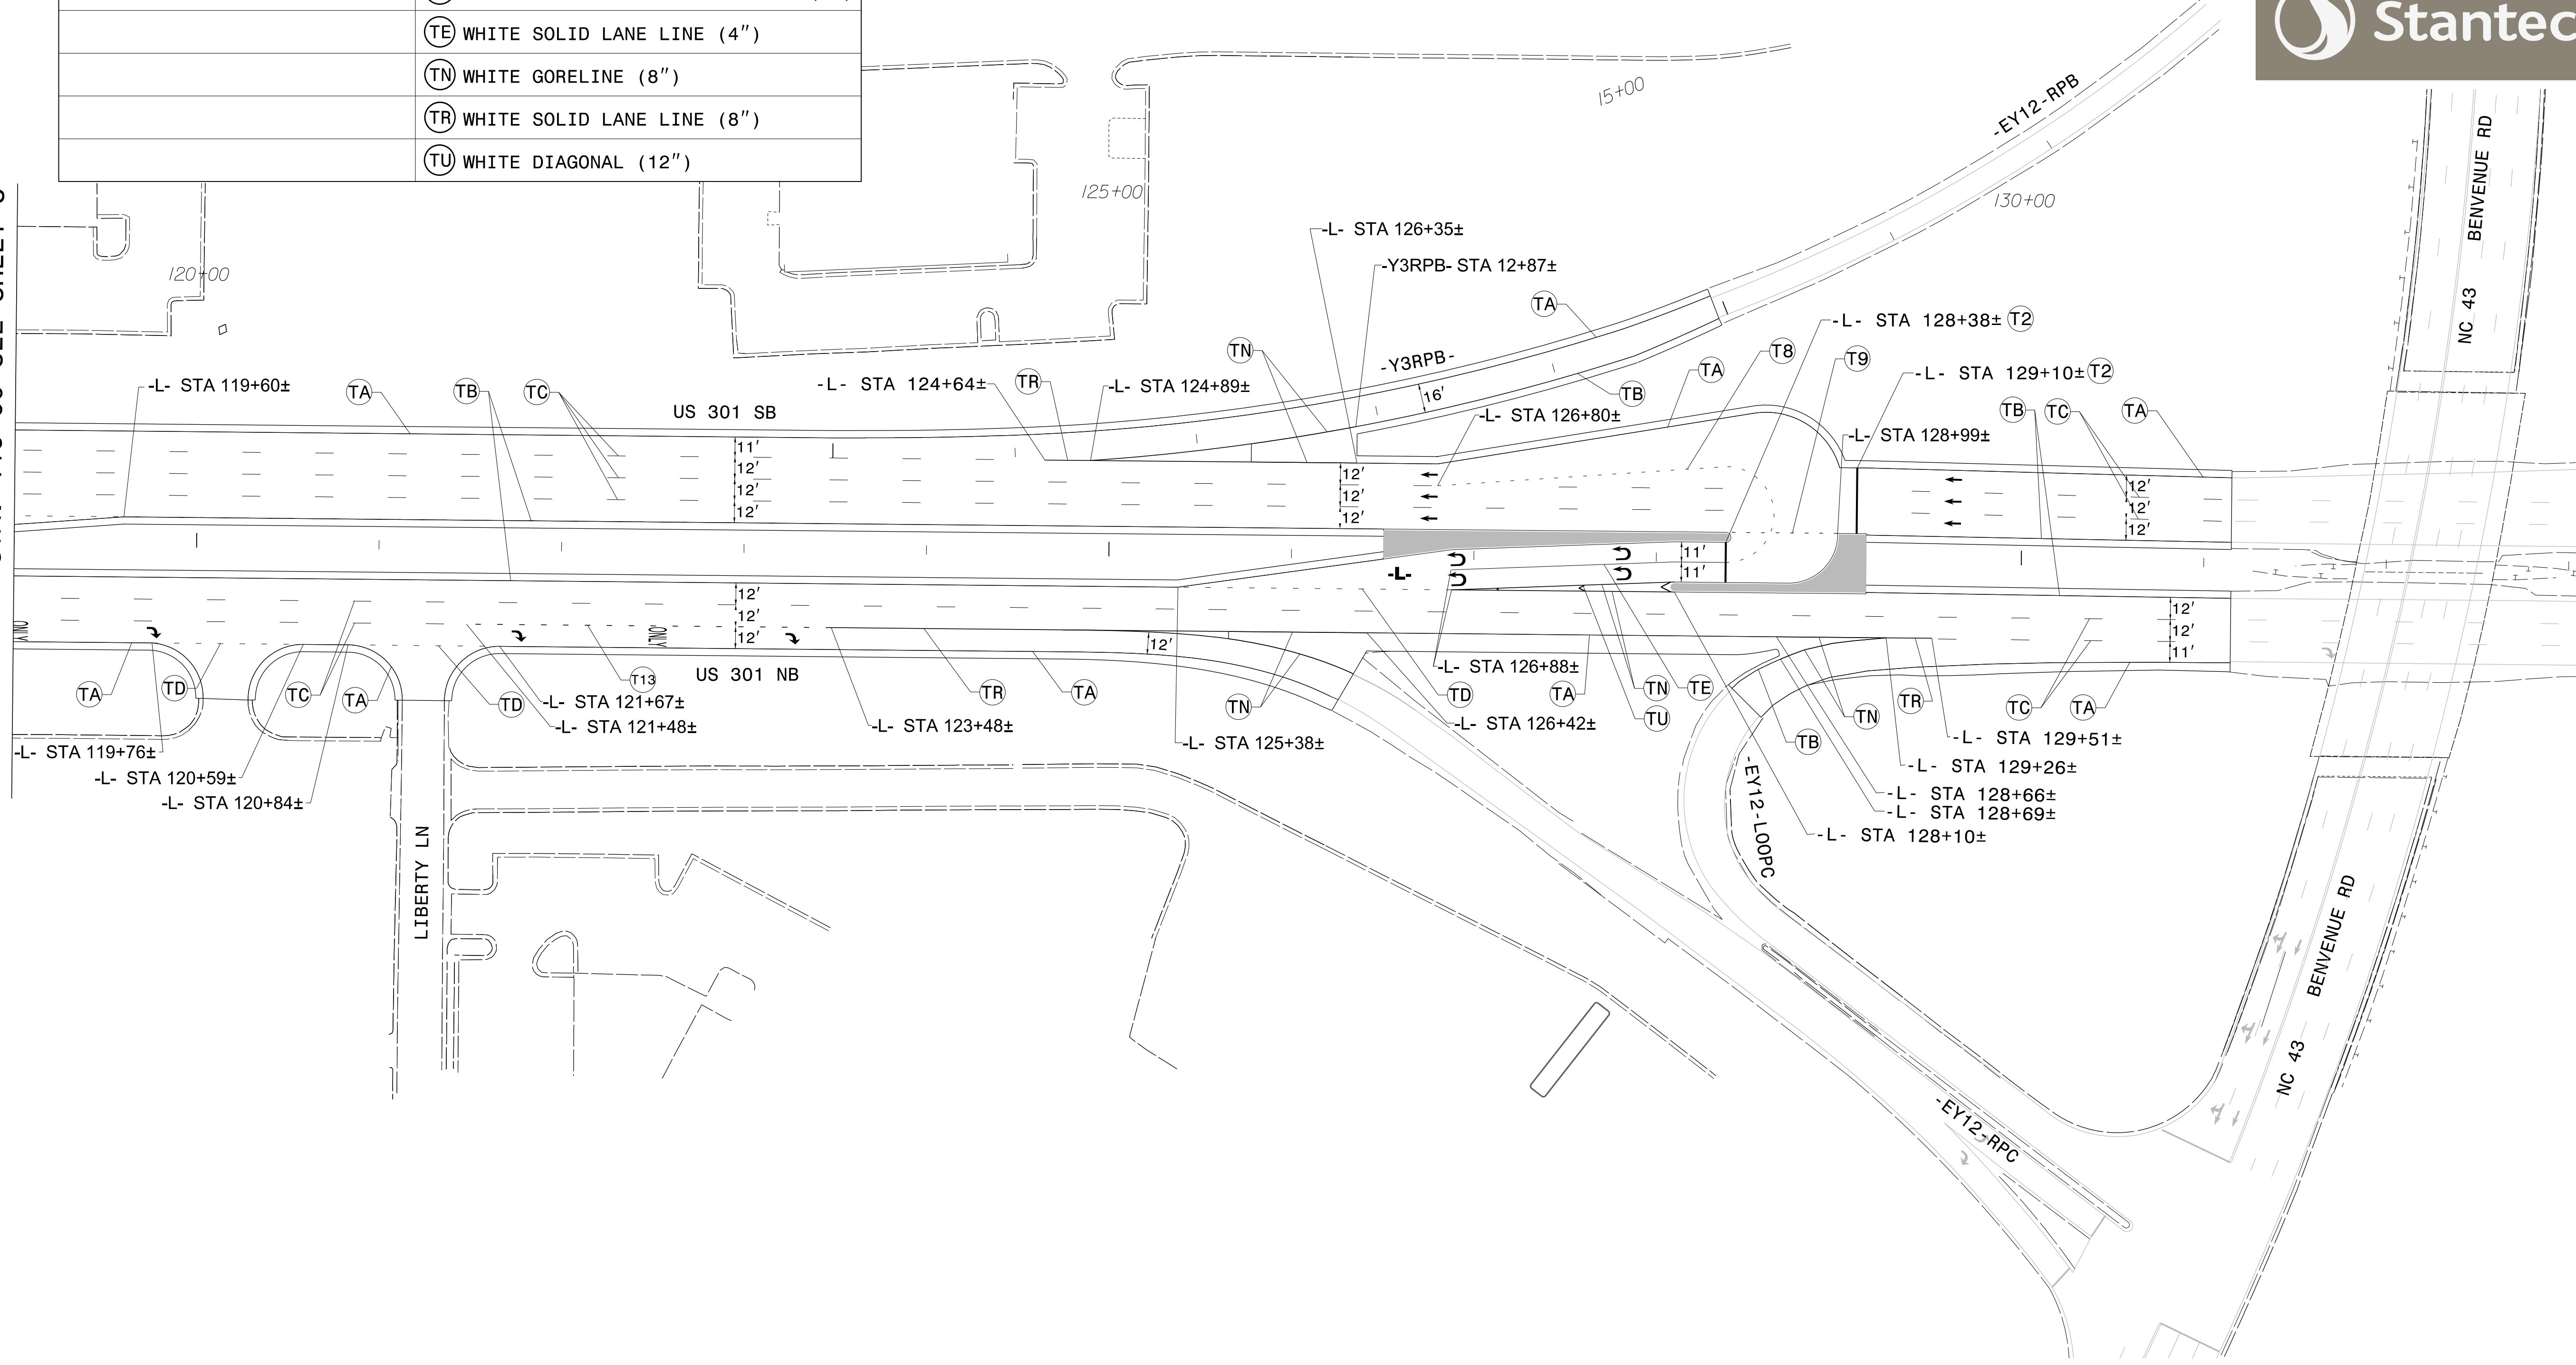 Stantec
TE WHITE SOLID LANE LINE (4")
TN WHITE GORELINE (8")
TR WHITE SOLID LANE LINE (8")
TU WHITE DIAGONAL (12")
15+00
-EY12-RPB
NC 43 BENVENUE RD
125+00
130+00
120+00
-L- STA 126+35±
-Y3RPB- STA 12+87±
TA
-L- STA 128+38± T2
TN
T8
T9
-Y3RPB-
-L- STA 129+10± T2
-L- STA 119+60±
TA
TB
TC
US 301 SB
-L- STA 124+64±
TR
-L- STA 124+89±
16'
TB
TA
-L- STA 126+80±
TB
TC
TA
-L- STA 128+99±
11'
12'
12'
12'
12'
12'
12'
12'
12'
12'
11'
11'
-L-
12'
12'
12'
12'
12'
12'
11'
ONLY
ONLY
TA
TD
TC
TA
TD
T13
US 301 NB
-L- STA 121+67±
-L- STA 121+48±
TR
TA
-L- STA 123+48±
TN
-L- STA 125+38±
-L- STA 126+88±
TD
-L- STA 126+42±
TA
TN
TE
TU
TB
TN
TR
TC
TA
-L- STA 129+51±
-L- STA 129+26±
-L- STA 128+66±
-L- STA 128+69±
-L- STA 128+10±
-L- STA 119+76±
-L- STA 120+59±
-L- STA 120+84±
LIBERTY LN
-EY12-LOOPC
NC 43 BENVENUE RD
-EY12-RPC